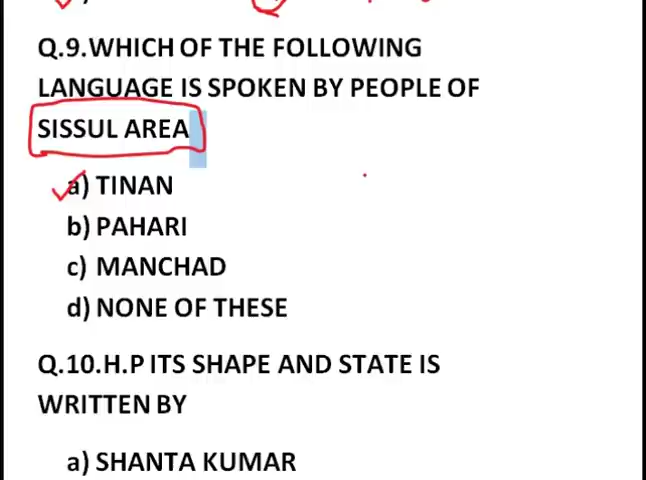 Q.9.WHICH OF THE FOLLOWING
LANGUAGE IS SPOKEN BY PEOPLE OF
SISSUL AREA
a) TINAN
b) PAHARI
c) MANCHAD
d) NONE OF THESE
Q.10.H.P ITS SHAPE AND STATE IS
WRITTEN BY
a) SHANTA KUMAR